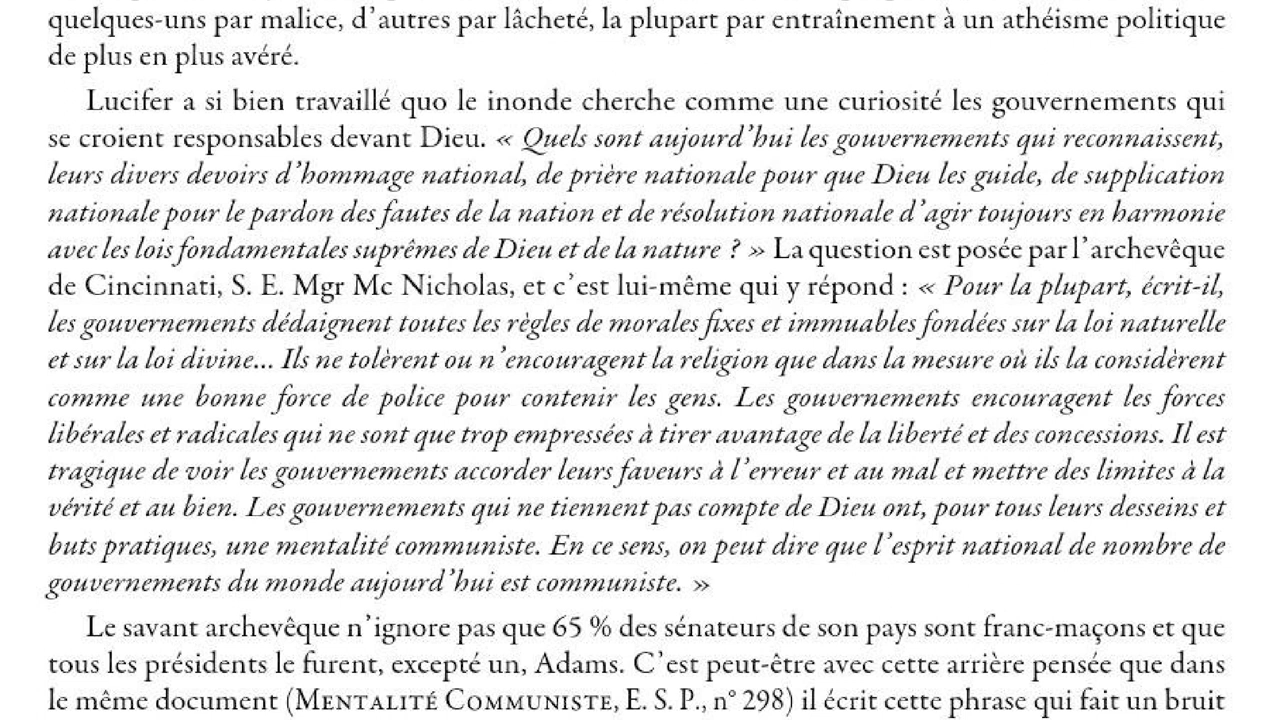 quelques-uns par malice, d’autres par lâcheté, la plupart par entraînement à un athéisme politique
de plus en plus avéré.
Lucifer a si bien travaillé quo le inonde cherche comme une curiosité les gouvernements qui
se croient responsables devant Dieu. « Quels sont aujourd’hui les gouvernements qui reconnaissent,
leurs divers devoirs d’hommage national, de prière nationale pour que Dieu les guide, de supplication
nationale pour le pardon des fautes de la nation et de résolution nationale d’agir toujours en harmonie
avec les lois fondamentales suprêmes de Dieu et de la nature ? » La question est posée par l’archevêque
de Cincinnati, S. E. Mgr Mc Nicholas, et c’est lui-même qui y répond : « Pour la plupart, écrit-il,
les gouvernements dédaignent toutes les règles de morales fixes et immuables fondées sur la loi naturelle
et sur la loi divine... Ils ne tolèrent ou n’encouragent la religion que dans la mesure où ils la considèrent
comme une bonne force de police pour contenir les gens. Les gouvernements encouragent les forces
libérales et radicales qui ne sont que trop empressées à tirer avantage de la liberté et des concessions. Il est
tragique de voir les gouvernements accorder leurs faveurs à l’erreur et au mal et mettre des limites à la
vérité et au bien. Les gouvernements qui ne tiennent pas compte de Dieu ont, pour tous leurs desseins et
buts pratiques, une mentalité communiste. En ce sens, on peut dire que l’esprit national de nombre de
gouvernements du monde aujourd’hui est communiste. »
Le savant archevêque n’ignore pas que 65 % des sénateurs de son pays sont franc-maçons et que
tous les présidents le furent, excepté un, Adams. C’est peut-être avec cette arrière pensée que dans
le même document (MENTALITÉ COMMUNISTE, E. S. P., n° 298) il écrit cette phrase qui fait un bruit